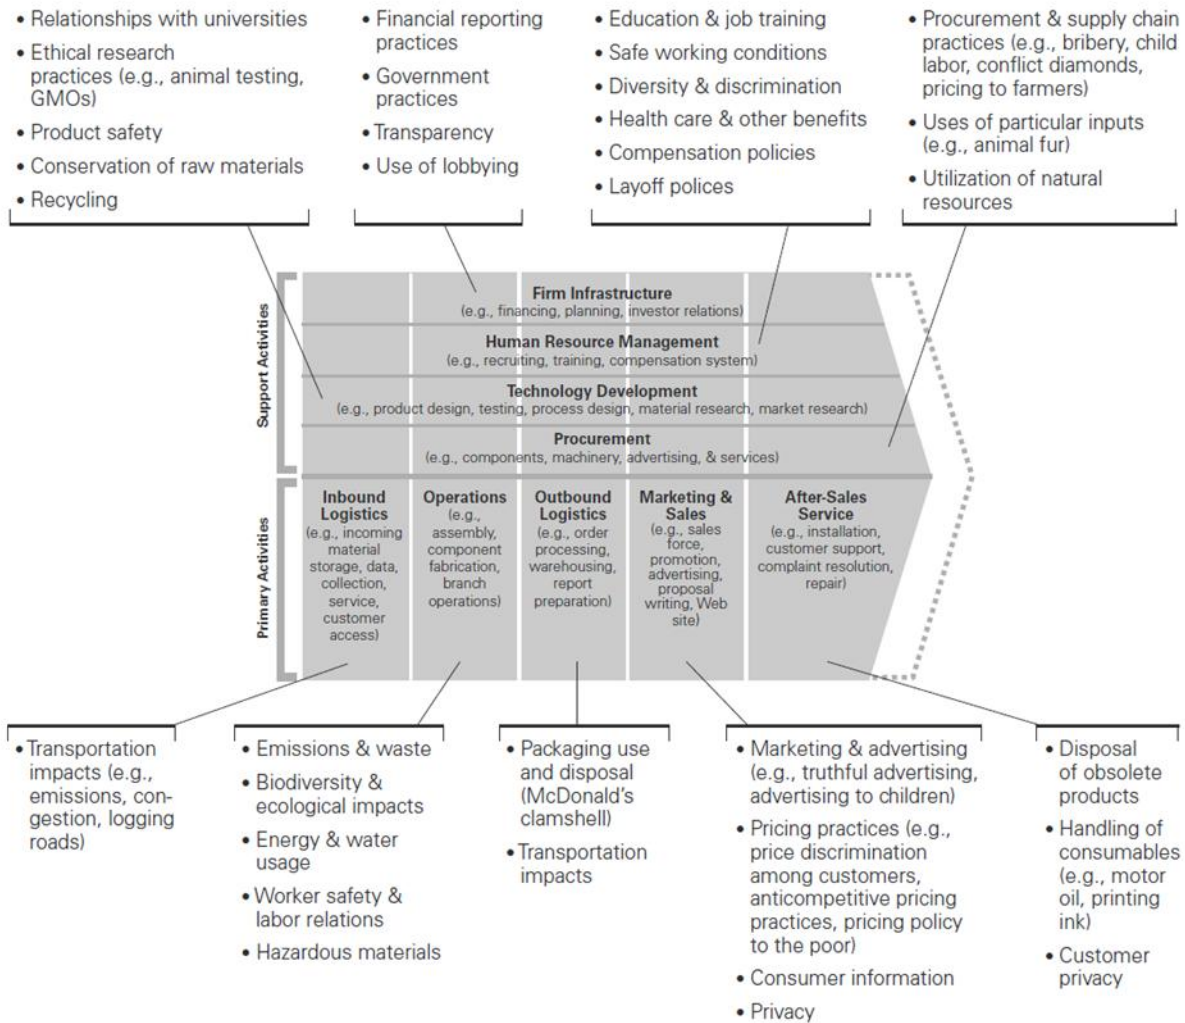 • Relationships with universities
• Ethical research
practices (e.g., animal testing,
GMOs)
• Product safety
• Conservation of raw materials
• Recycling
• Financial reporting
practices
• Government
practices
• Transparency
• Use of lobbying
• Education & job training
• Safe working conditions
• Diversity & discrimination
• Health care & other benefits
• Compensation policies
• Layoff polices
• Procurement & supply chain
practices (e.g., bribery, child
labor, conflict diamonds,
pricing to farmers)
• Uses of particular inputs
(e.g., animal fur)
• Utilization of natural
resources
Support Activities
Firm Infrastructure
(e.g., financing, planning, investor relations)
Human Resource Management
(e.g., recruiting, training, compensation system)
Technology Development
(e.g., product design, testing, process design, material research, market research)
Procurement
(e.g., components, machinery, advertising, & services)
Primary Activities
Inbound
Logistics
(e.g., incoming
material
storage, data,
collection,
service,
customer
access)
Operations
(e.g.,
assembly,
component
fabrication,
branch
operations)
Outbound
Logistics
(e.g., order
processing,
warehousing,
report
preparation)
Marketing &
Sales
(e.g., sales
force,
promotion,
advertising,
proposal
writing, Web
site)
After-Sales
Service
(e.g., installation,
customer support,
complaint resolution,
repair)
• Transportation
impacts (e.g.,
emissions, con-
gestion, logging
roads)
• Emissions & waste
• Biodiversity &
ecological impacts
• Energy & water
usage
• Worker safety &
labor relations
• Hazardous materials
• Packaging use
and disposal
(McDonald's
clamshell)
• Transportation
impacts
• Marketing & advertising
(e.g., truthful advertising,
advertising to children)
• Pricing practices (e.g.,
price discrimination
among customers,
anticompetitive pricing
practices, pricing policy
to the poor)
• Consumer information
• Privacy
• Disposal
of obsolete
products
• Handling of
consumables
(e.g., motor
oil, printing
ink)
• Customer
privacy